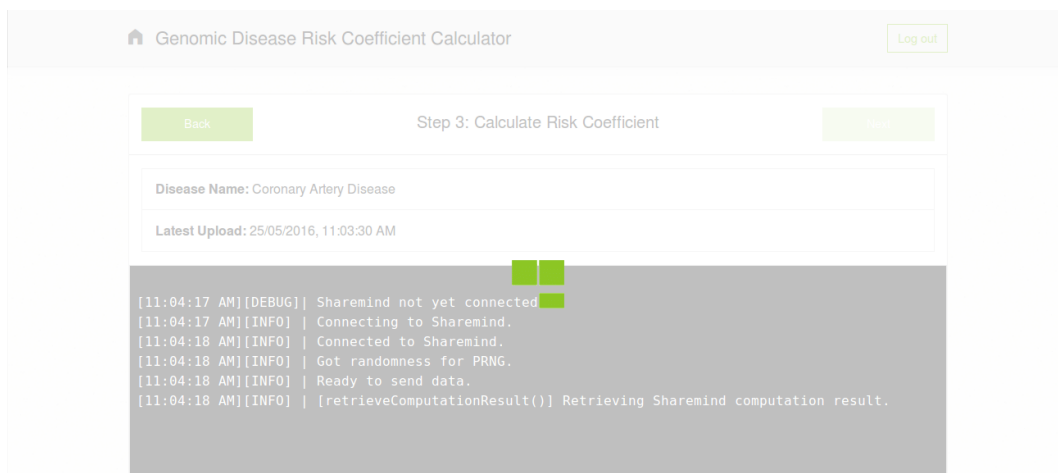 Genomic Disease Risk Coefficient Calculator
Log out
Back
Step 3: Calculate Risk Coefficient
Disease Name: Coronary Artery Disease
Latest Upload: 25/05/2016, 11:03:30 AM
[11:04:17 AM][DEBUG]| Sharemind not yet connected
[11:04:17 AM][INFO] | Connecting to Sharemind.
[11:04:18 AM][INFO] | Connected to Sharemind.
[11:04:18 AM][INFO] | Got randomness for PRNG.
[11:04:18 AM][INFO] | Ready to send data.
[11:04:18 AM][INFO] | [retrieveComputationResult()] Retrieving Sharemind computation result.